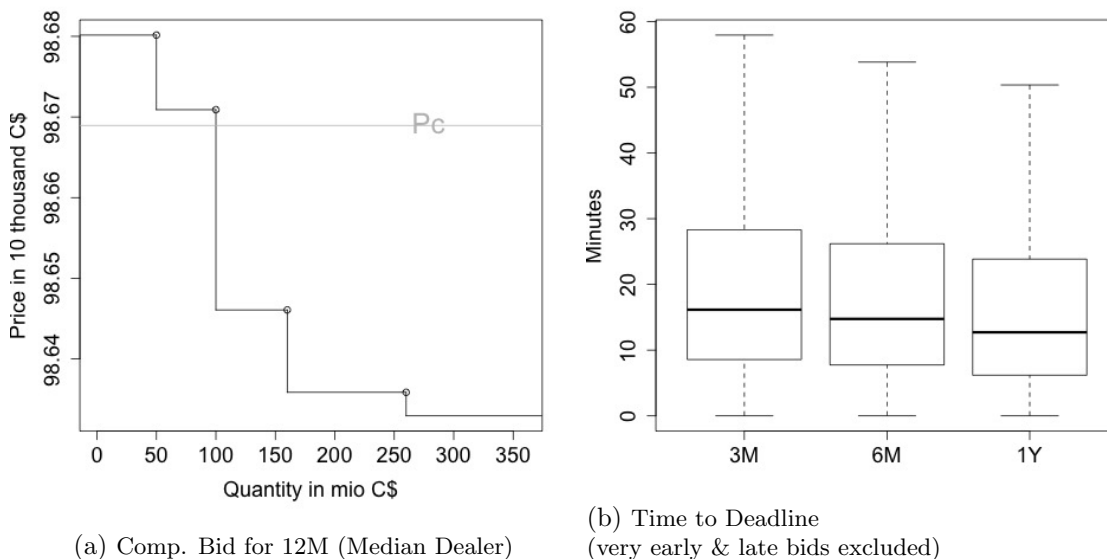 98.68
98.67
98.66
98.65
98.64
Price in 10 thousand C$
Pc
0 50 100 150 200 250 300 350
Quantity in mio C$
(a) Comp. Bid for 12M (Median Dealer)
60
50
40
30
20
10
0
Minutes
3M 6M 1Y
(b) Time to Deadline
(very early & late bids excluded)